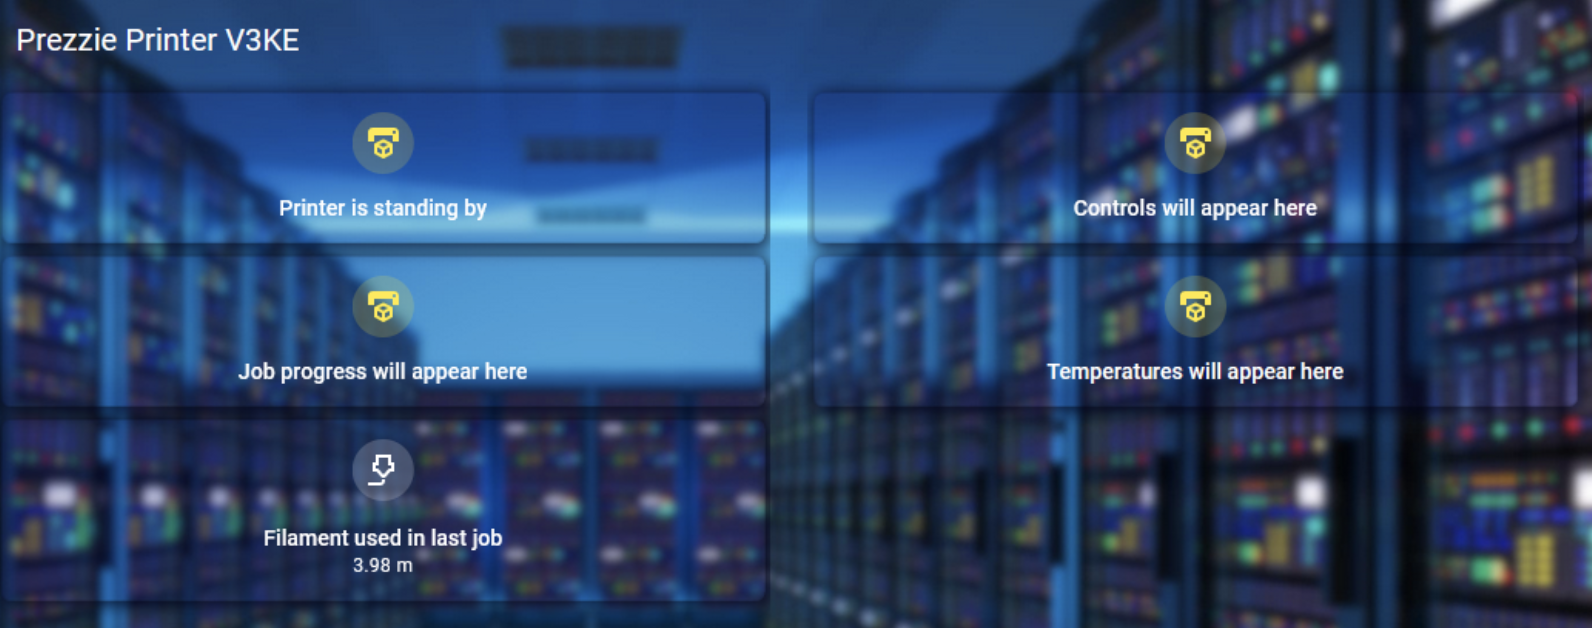 Prezzie Printer V3KE
Printer is standing by
Controls will appear here
Job progress will appear here
Temperatures will appear here
Filament used in last job
3.98 m